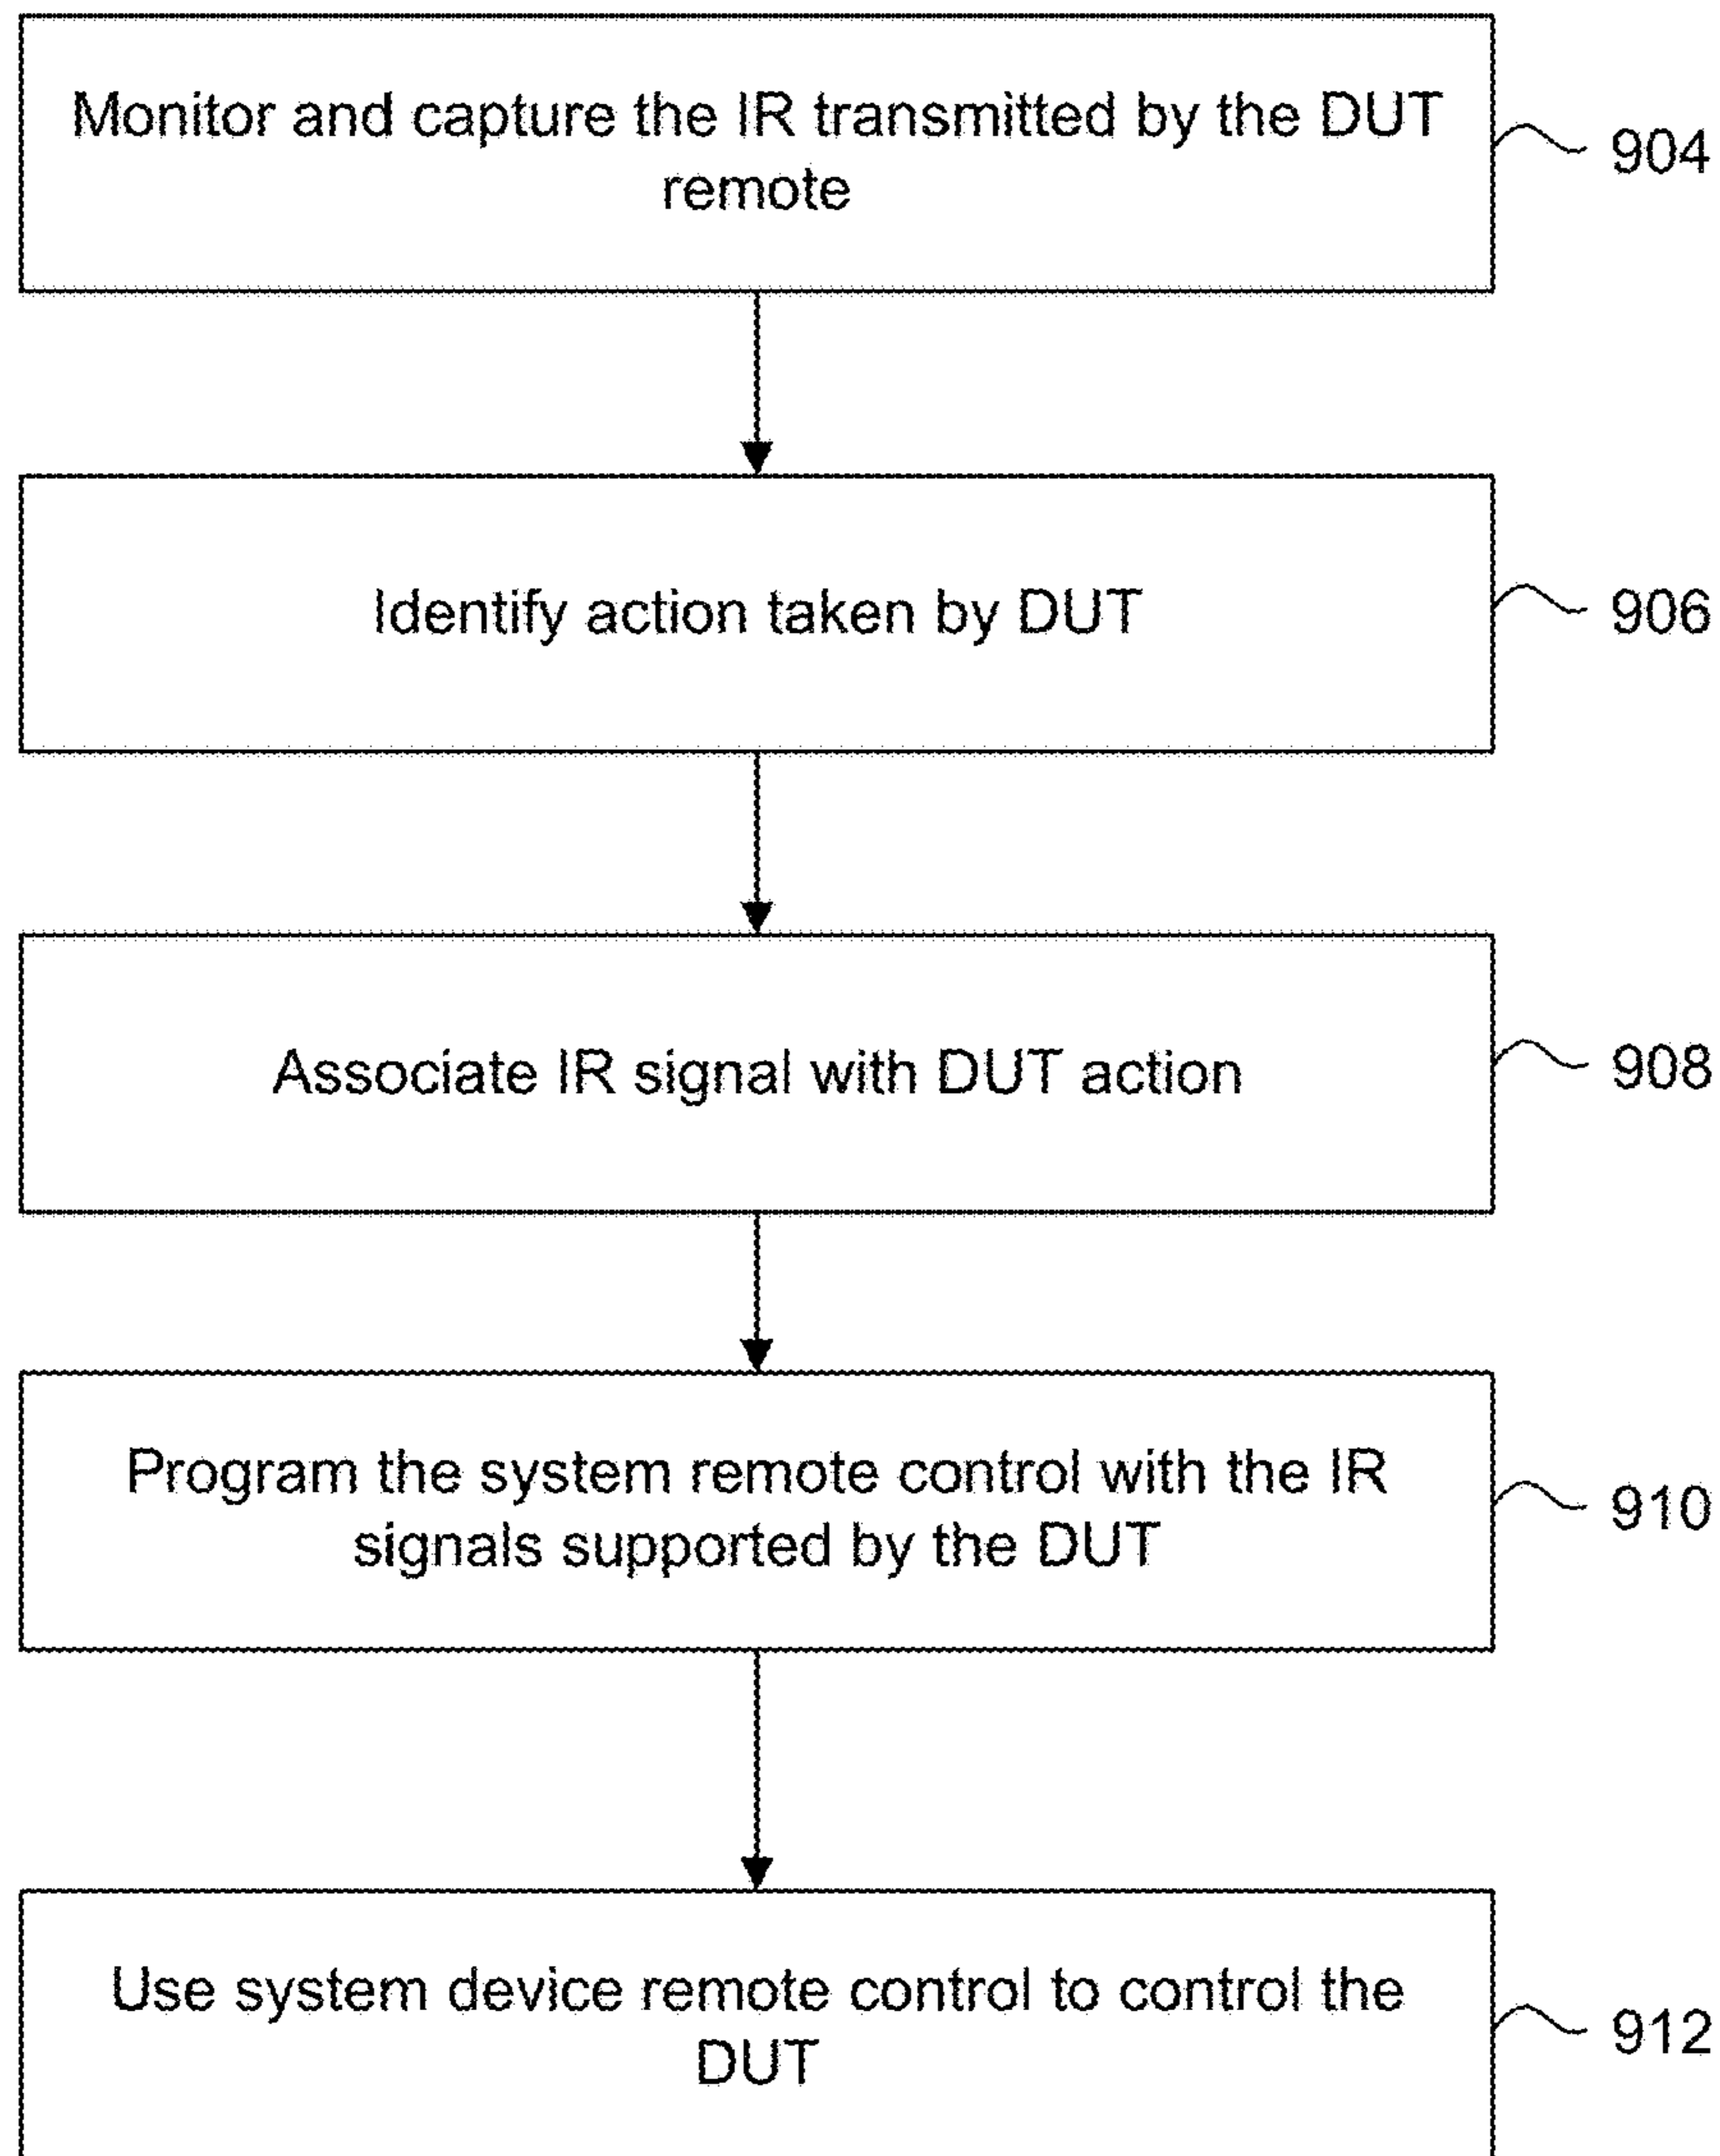 Monitor and capture the IR transmitted by the DUT
remote
904
Identify action taken by DUT
906
Associate IR signal with DUT action
908
Program the system remote control with the IR
signals supported by the DUT
910
Use system device remote control to control the
DUT
912